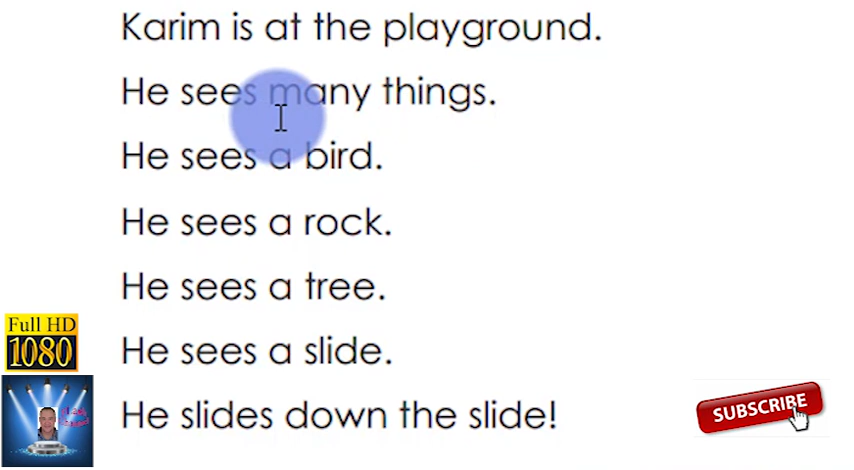 Karim is at the playground.
He sees many things.
He sees a bird.
He sees a rock.
He sees a tree.
He sees a slide.
He slides down the slide!
Full HD
1080
SUBSCRIBE